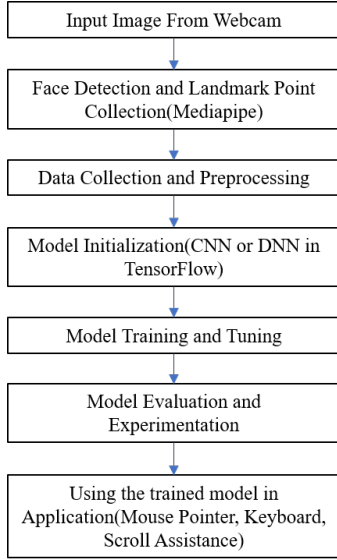 Input Image From Webcam
Face Detection and Landmark Point
Collection(Mediapipe)
Data Collection and Preprocessing
Model Initialization(CNN or DNN in
TensorFlow)
Model Training and Tuning
Model Evaluation and
Experimentation
Using the trained model in
Application(Mouse Pointer, Keyboard,
Scroll Assistance)